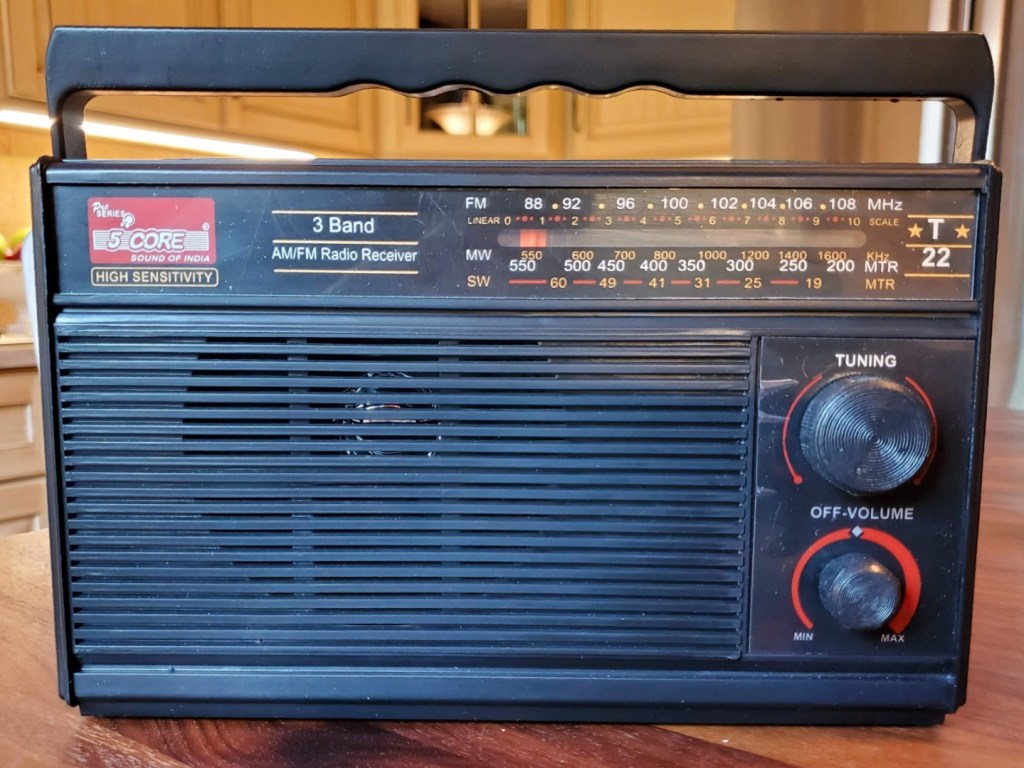 Pro
SERIES
5 CORE ®
SOUND OF INDIA
HIGH SENSITIVITY
3 Band
AM/FM Radio Receiver
FM 88 92 96 100 102 104 106 108 MHz
LINEAR 0 1 2 3 4 5 6 7 8 9 10 SCALE
MW 550 600 700 800 1000 1200 1400 1600 KHz
550 500 450 400 350 300 250 200 MTR
SW 60 49 41 31 25 19 MTR
T
22
TUNING
OFF-VOLUME
MIN MAX